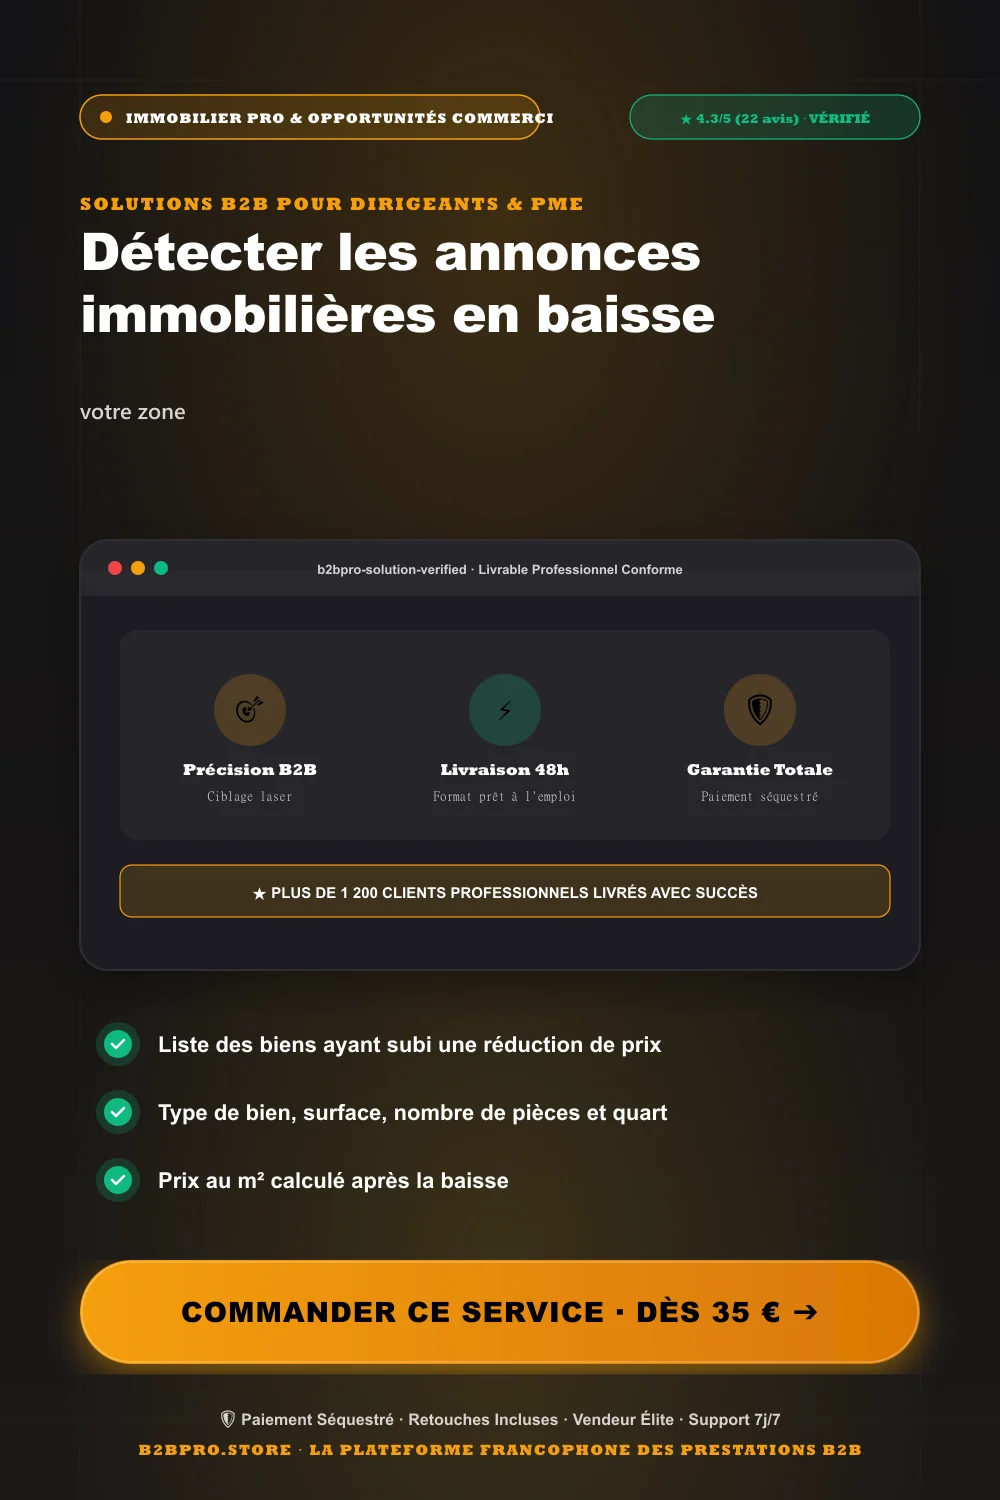 IMMOBILIER PRO & OPPORTUNITÉS COMMERCI
★ 4.3/5 (22 avis) · VÉRIFIÉ
SOLUTIONS B2B POUR DIRIGEANTS & PME
Détecter les annonces
immobilières en baisse
votre zone
b2bpro-solution-verified · Livrable Professionnel Conforme
Précision B2B
Ciblage laser
Livraison 48h
Format prêt à l'emploi
Garantie Totale
Paiement séquestré
★ PLUS DE 1 200 CLIENTS PROFESSIONNELS LIVRÉS AVEC SUCCÈS
Liste des biens ayant subi une réduction de prix
Type de bien, surface, nombre de pièces et quart
Prix au m² calculé après la baisse
COMMANDER CE SERVICE · DÈS 35 € →
Paiement Séquestré · Retouches Incluses · Vendeur Élite · Support 7j/7
B2BPRO.STORE · LA PLATEFORME FRANCOPHONE DES PRESTATIONS B2B